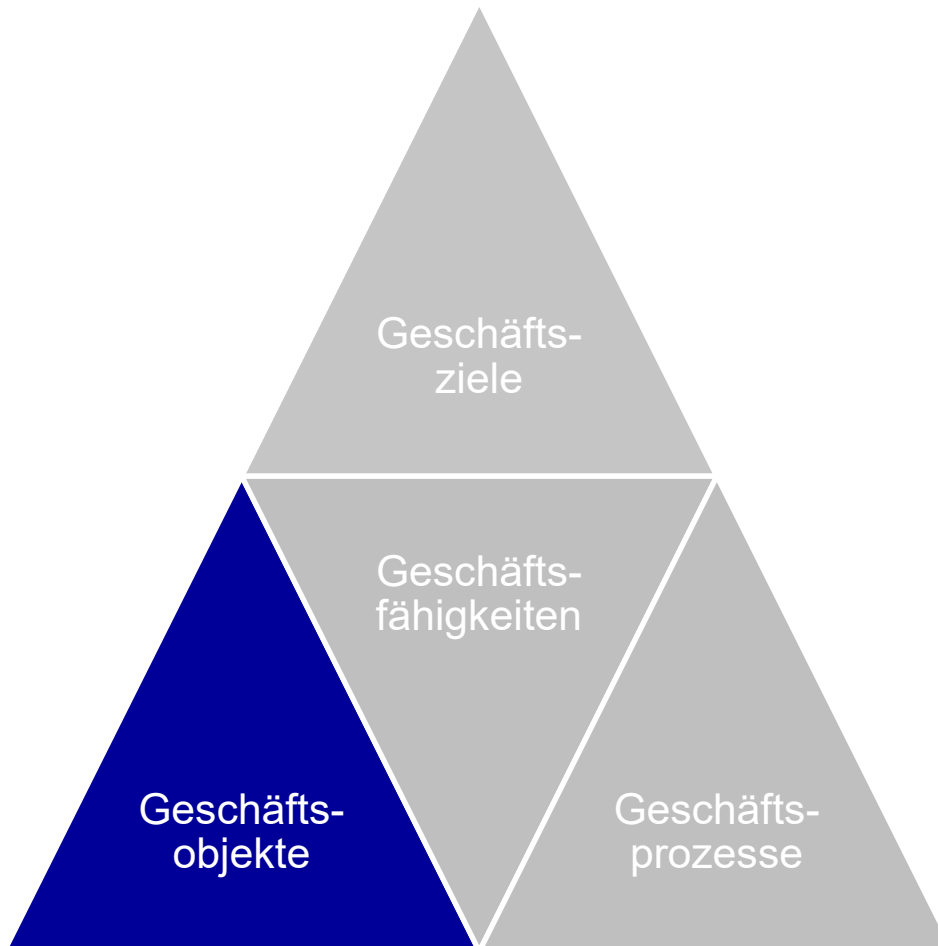 Geschäfts-
ziele
Geschäfts-
fähigkeiten
Geschäfts-
objekte
Geschäfts-
prozesse